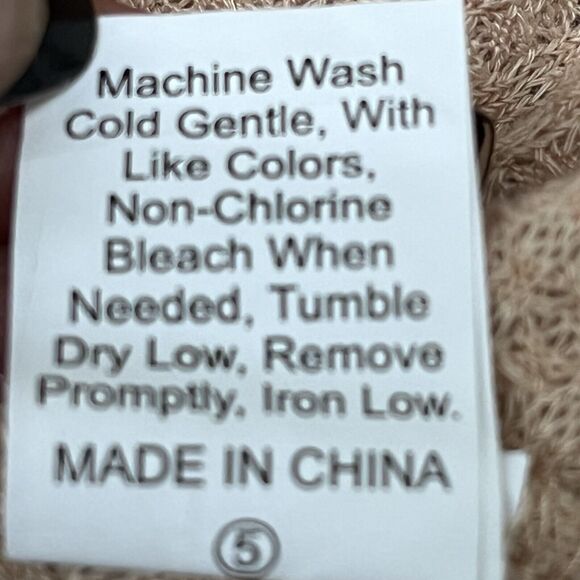 Machine Wash
Cold Gentle, With
Like Colors,
Non-Chlorine
Bleach When
Needed, Tumble
Dry Low, Remove
Promptly, Iron Low.
MADE IN CHINA
5